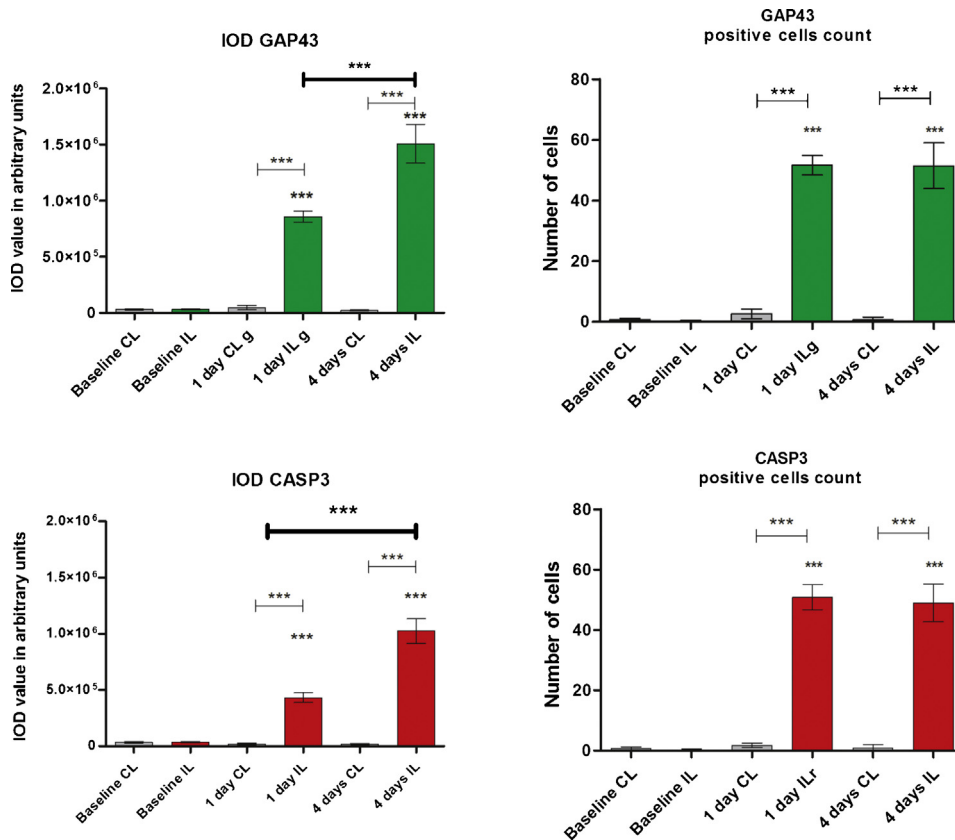 IOD GAP43
IOD value in arbitrary units
2.0×10⁶
1.5×10⁶
1.0×10⁶
5.0×10⁵
0
***
***
***
***
***
Baseline CL
Baseline IL
1 day CL g
1 day IL g
4 days CL
4 days IL
GAP43
positive cells count
Number of cells
80
60
40
20
0
***
***
***
***
Baseline CL
Baseline IL
1 day CL
1 day ILg
4 days CL
4 days IL
IOD CASP3
IOD value in arbitrary units
2.0×10⁶
1.5×10⁶
1.0×10⁶
5.0×10⁵
0
***
***
***
***
***
Baseline CL
Baseline IL
1 day CL
1 day IL
4 days CL
4 days IL
CASP3
positive cells count
Number of cells
80
60
40
20
0
***
***
***
***
Baseline CL
Baseline IL
1 day CL
1 day ILr
4 days CL
4 days IL